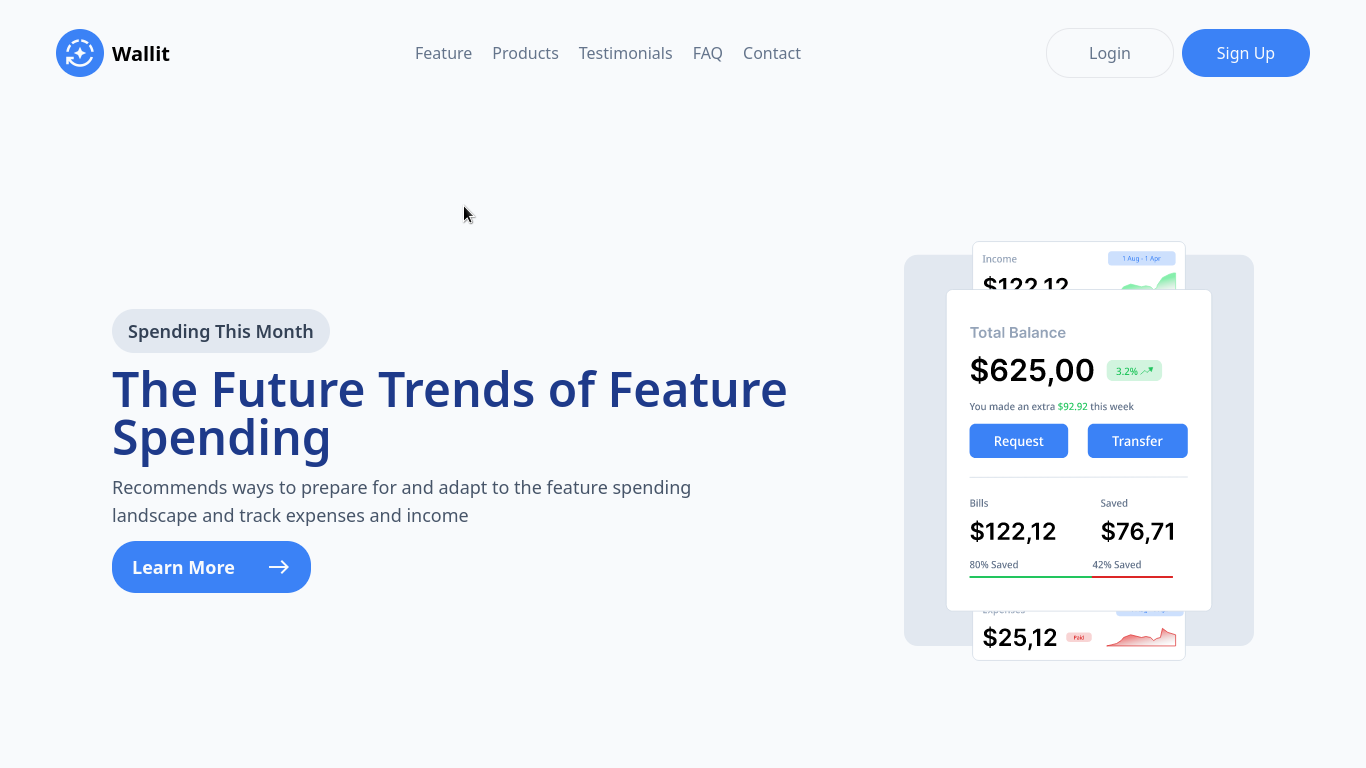 Wallit
Feature Products Testimonials FAQ Contact
Login Sign Up
Spending This Month
The Future Trends of Feature
Spending
Recommends ways to prepare for and adapt to the feature spending
landscape and track expenses and income
Learn More
Income 1 Aug - 1 Apr
$122,12
Total Balance
$625,00 3.2%
You made an extra $92.92 this week
Request Transfer
Bills Saved
$122,12 $76,71
80% Saved 42% Saved
Expenses
$25,12 Paid